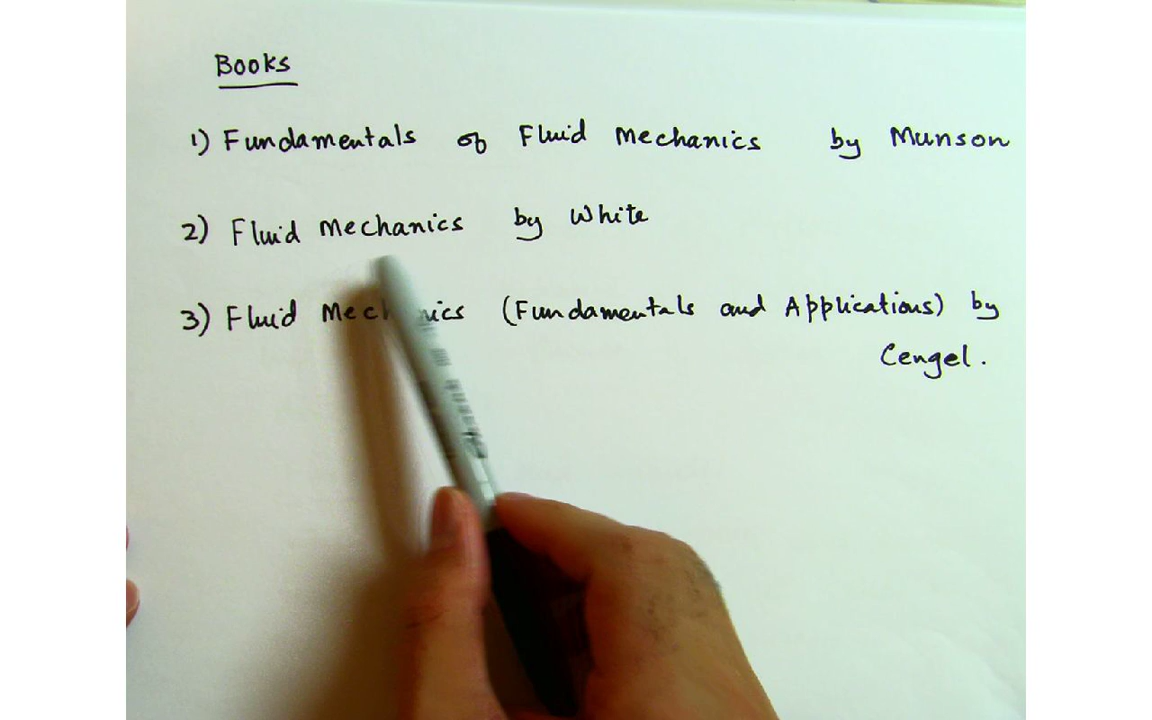 Books
1) Fundamentals of Fluid Mechanics by Munson
2) Fluid Mechanics by White
3) Fluid Mechanics (Fundamentals and Applications) by
Cengel.